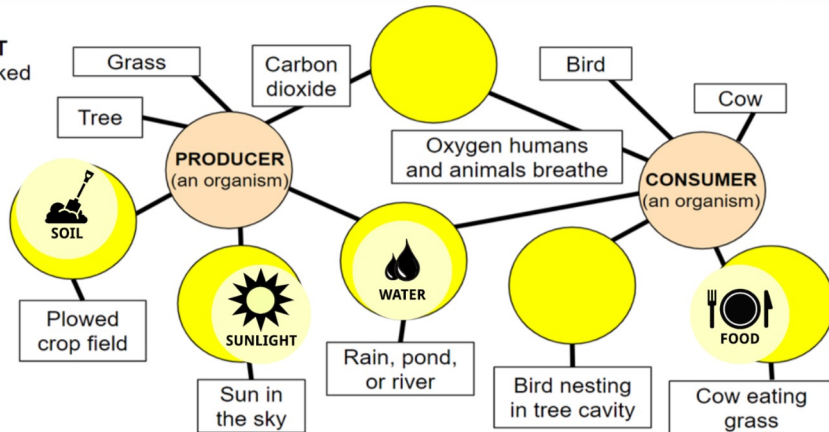 T
ked
Grass
Carbon
dioxide
Bird
Cow
Tree
PRODUCER
(an organism)
Oxygen humans
and animals breathe
CONSUMER
(an organism)
SOIL
SUNLIGHT
WATER
FOOD
Plowed
crop field
Sun in
the sky
Rain, pond,
or river
Bird nesting
in tree cavity
Cow eating
grass